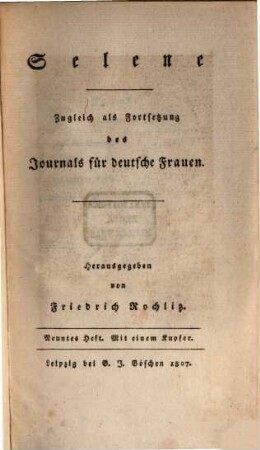 Selene
Zugleich als Fortsetzung
des
Journals für deutsche Frauen.
Herausgegeben
von
Friedrich Rochlitz.
Neuntes Heft. Mit einem Kupfer.
Leipzig bei G. J. Göschen 1807.